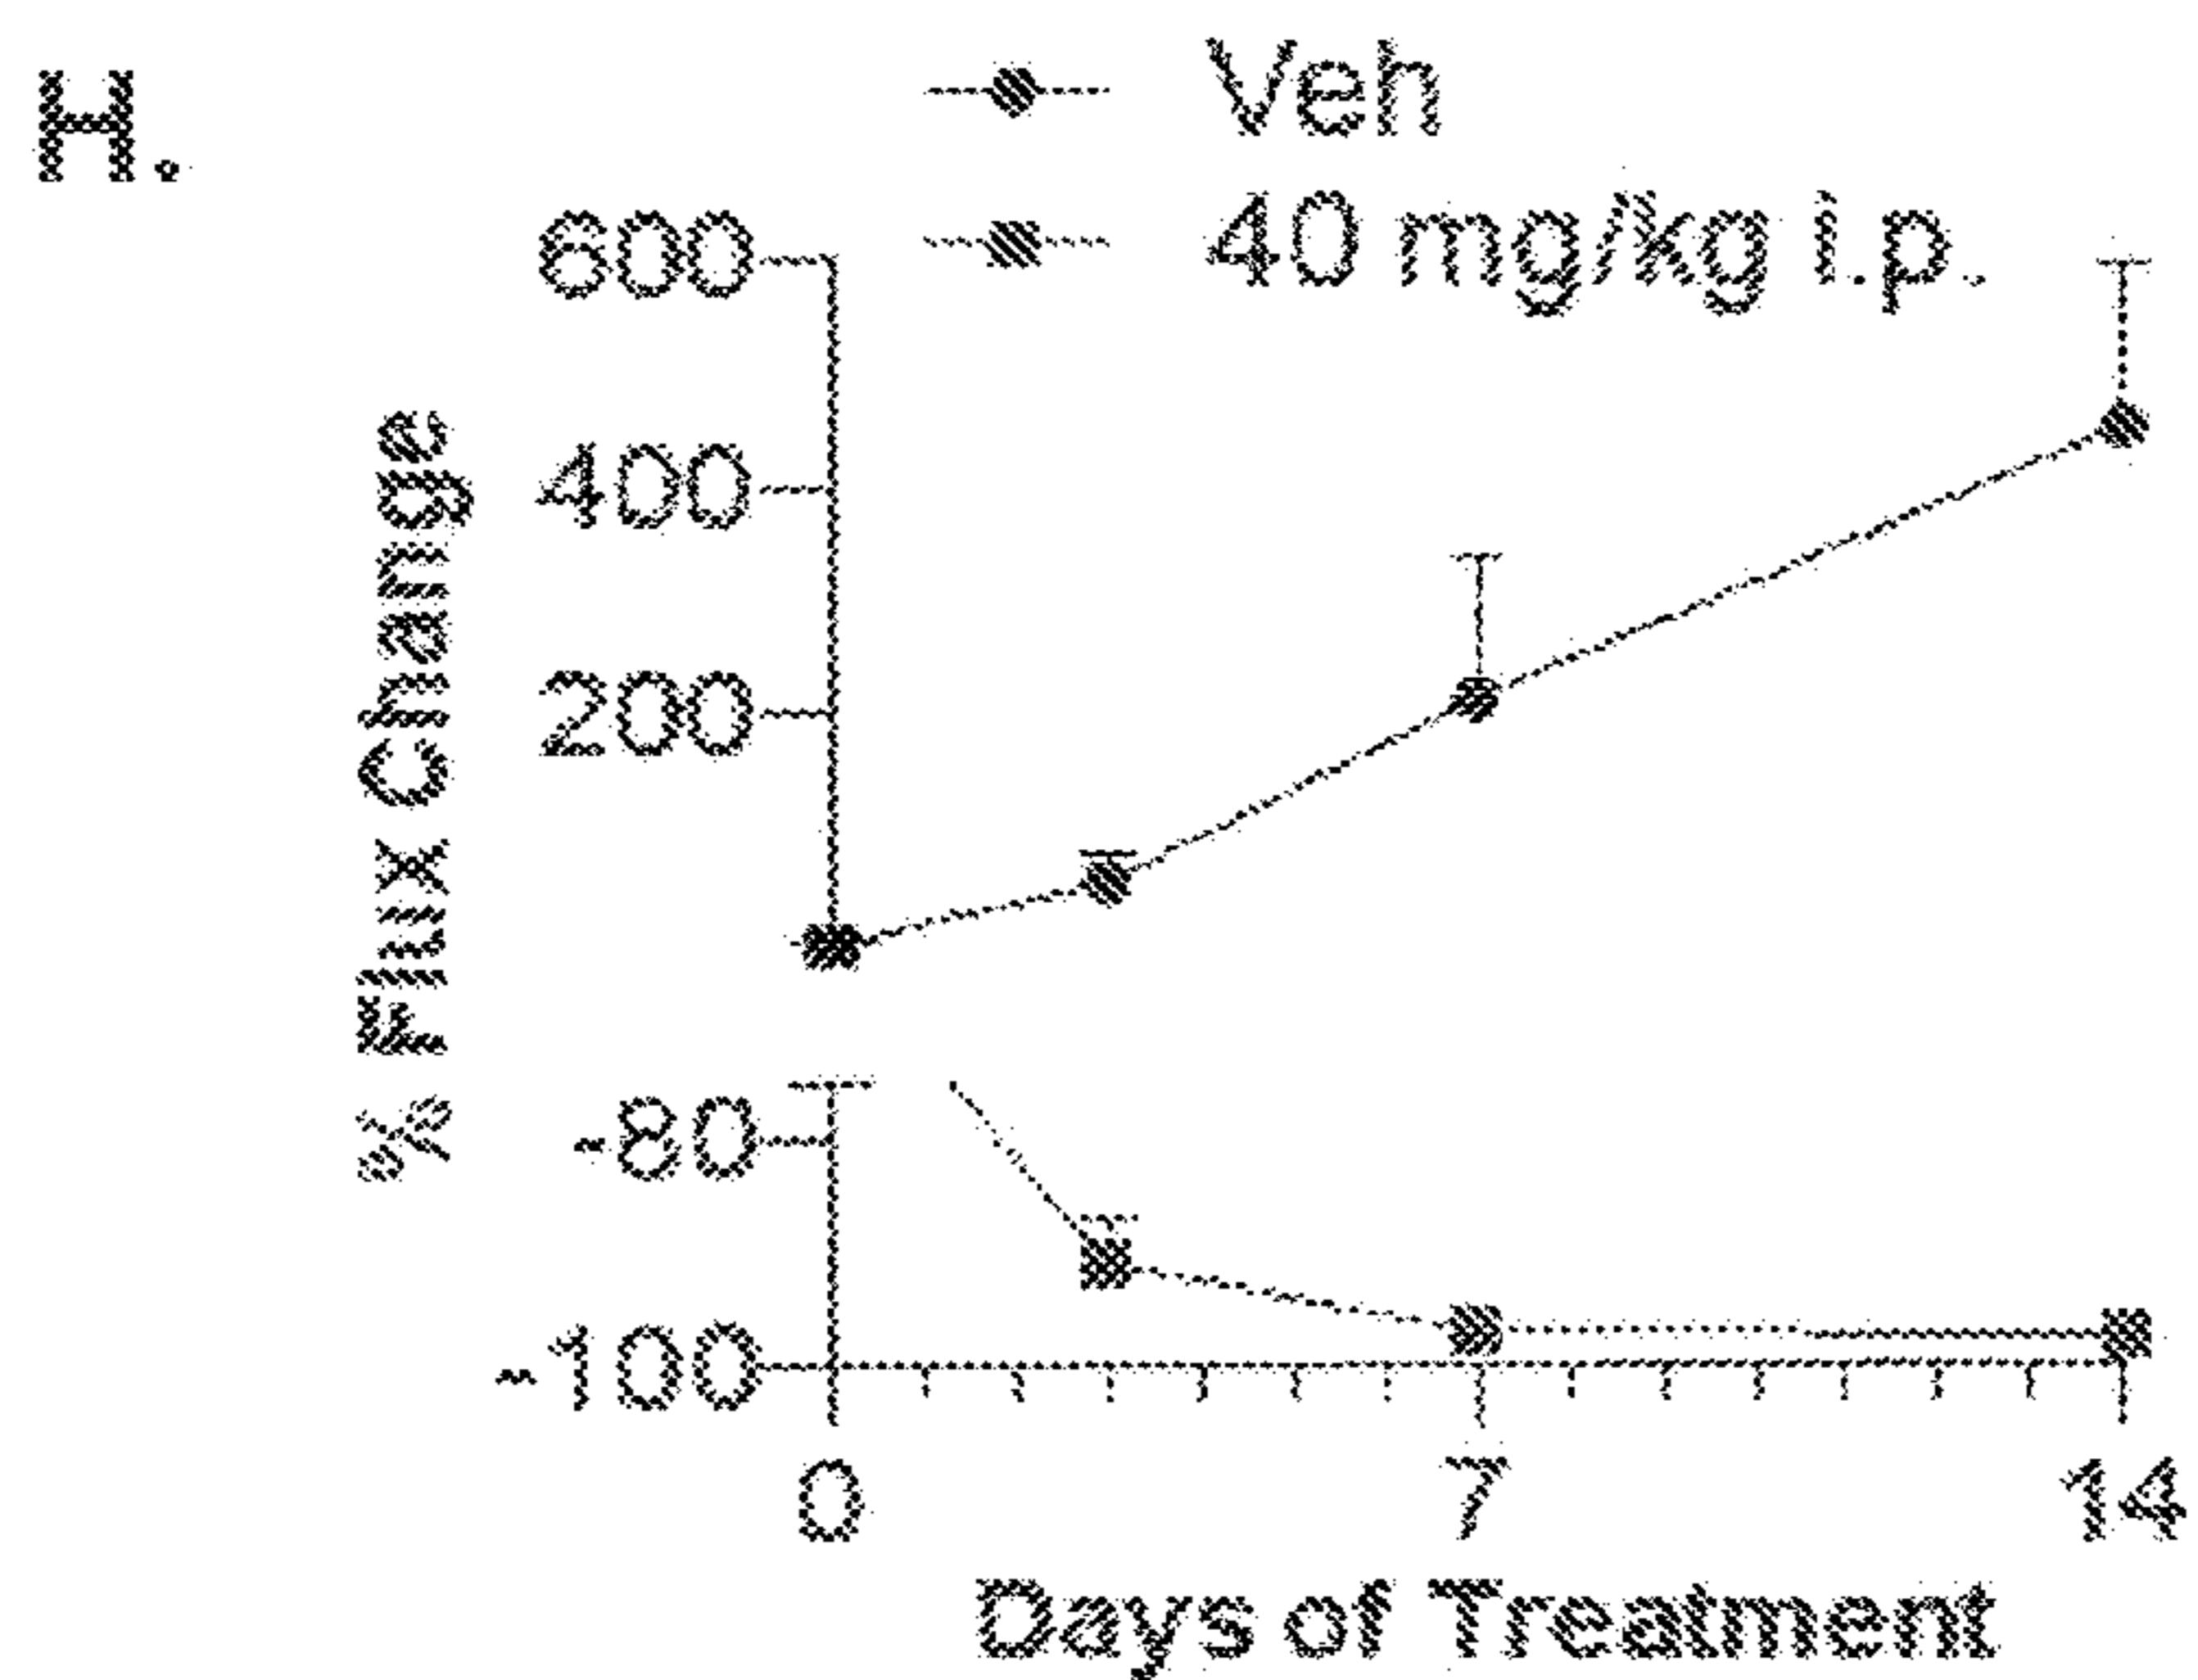 H.
Veh
40 mg/kg i.p.
% Flux Change
600
400
200
-80
-100
0 7 14
Days of Treatment